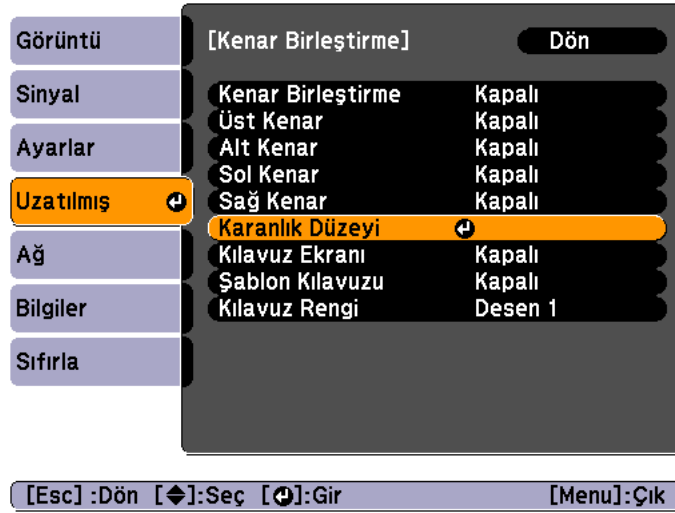 Görüntü
Sinyal
Ayarlar
Uzatılmış
Ağ
Bilgiler
Sıfırla
[Kenar Birleştirme] Dön
Kenar Birleştirme Kapalı
Üst Kenar Kapalı
Alt Kenar Kapalı
Sol Kenar Kapalı
Sağ Kenar Kapalı
Karanlık Düzeyi
Kılavuz Ekranı Kapalı
Şablon Kılavuzu Kapalı
Kılavuz Rengi Desen 1
[Esc] :Dön [◆]:Seç [↵]:Gir [Menu]:Çık